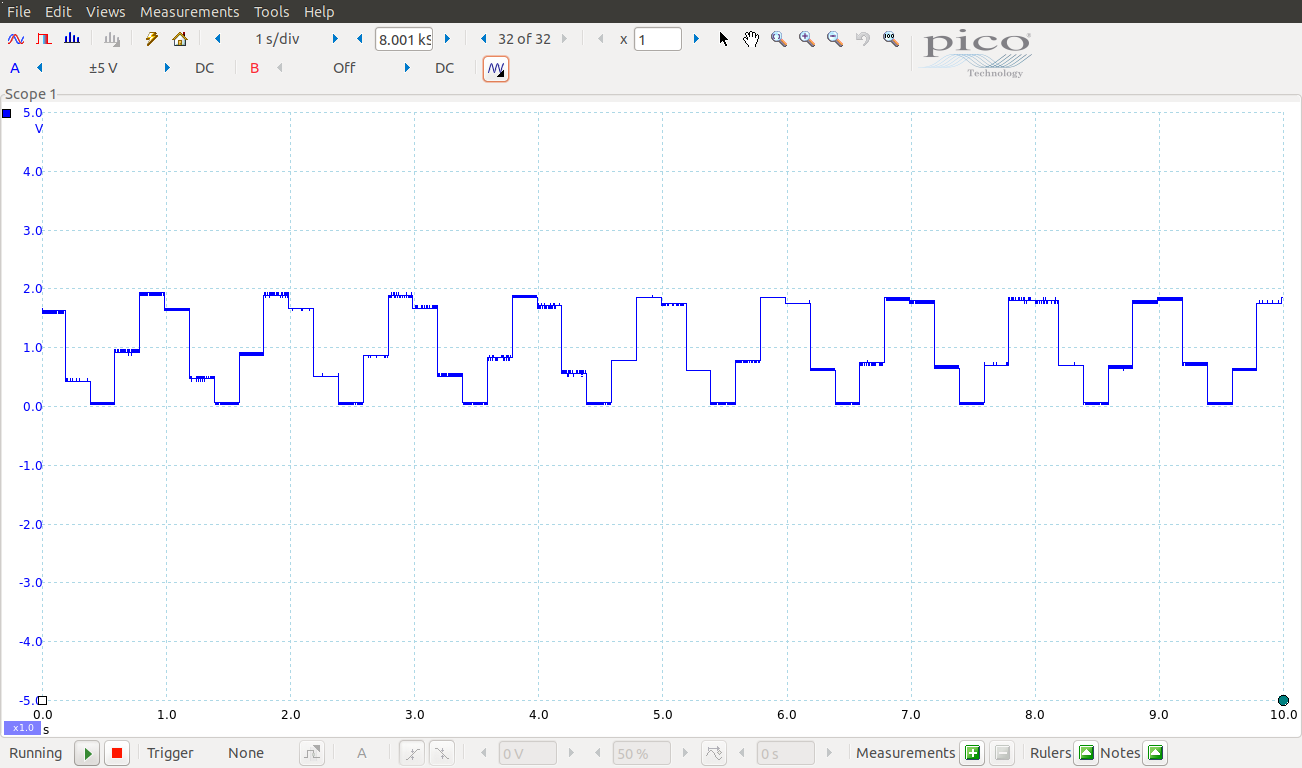 File Edit Views Measurements Tools Help
1 s/div 8.001 kS 32 of 32 x 1
pico
Technology
A ±5 V DC B Off DC
Scope 1
5.0
V
4.0
3.0
2.0
1.0
0.0
-1.0
-2.0
-3.0
-4.0
-5.0
0.0 1.0 2.0 3.0 4.0 5.0 6.0 7.0 8.0 9.0 10.0
x1.0 s
Running Trigger None A 0 V 50 % 0 s Measurements Rulers Notes